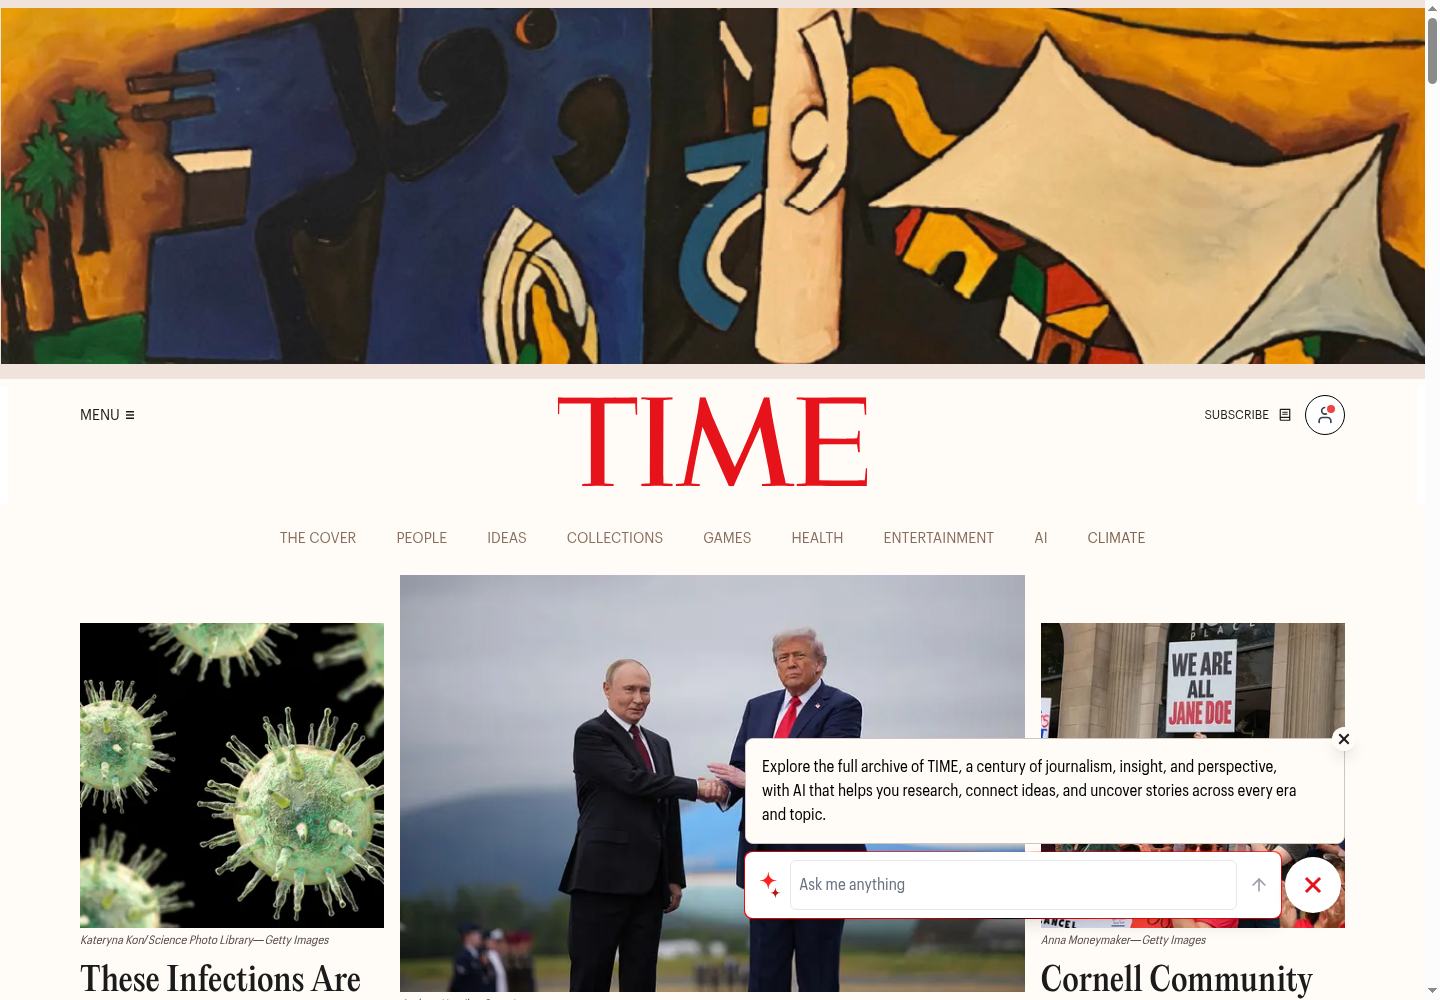 MENU
TIME
SUBSCRIBE
THE COVER
PEOPLE
IDEAS
COLLECTIONS
GAMES
HEALTH
ENTERTAINMENT
AI
CLIMATE
PLACE
WE ARE
ALL
JANE DOE
Explore the full archive of TIME, a century of journalism, insight, and perspective,
with AI that helps you research, connect ideas, and uncover stories across every era
and topic.
Ask me anything
Kateryna Kon/Science Photo Library—Getty Images
These Infections Are
Anna Moneymaker—Getty Images
Cornell Community